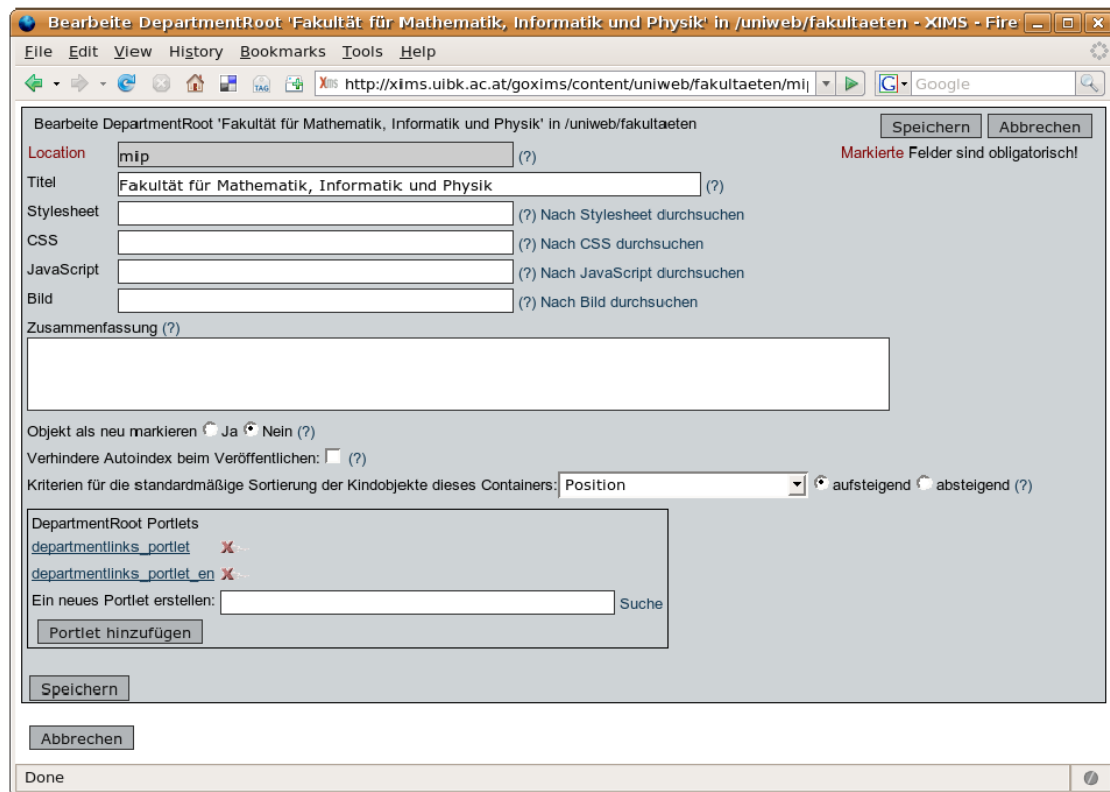 Bearbeite DepartmentRoot 'Fakultät für Mathematik, Informatik und Physik' in /uniweb/fakultaeten - XIMS - Fire
File Edit View History Bookmarks Tools Help
TAG Xims http://xims.uibk.ac.at/goxims/content/uniweb/fakultaeten/mi G Google
Bearbeite DepartmentRoot 'Fakultät für Mathematik, Informatik und Physik' in /uniweb/fakultaeten Speichern Abbrechen
Location mip (?) Markierte Felder sind obligatorisch!
Titel Fakultät für Mathematik, Informatik und Physik (?)
Stylesheet (?) Nach Stylesheet durchsuchen
CSS (?) Nach CSS durchsuchen
JavaScript (?) Nach JavaScript durchsuchen
Bild (?) Nach Bild durchsuchen
Zusammenfassung (?)
Objekt als neu markieren Ja Nein (?)
Verhindere Autoindex beim Veröffentlichen: (?)
Kriterien für die standardmäßige Sortierung der Kindobjekte dieses Containers: Position aufsteigend absteigend (?)
DepartmentRoot Portlets
departmentlinks_portlet
departmentlinks_portlet_en
Ein neues Portlet erstellen: Suche
Portlet hinzufügen
Speichern
Abbrechen
Done